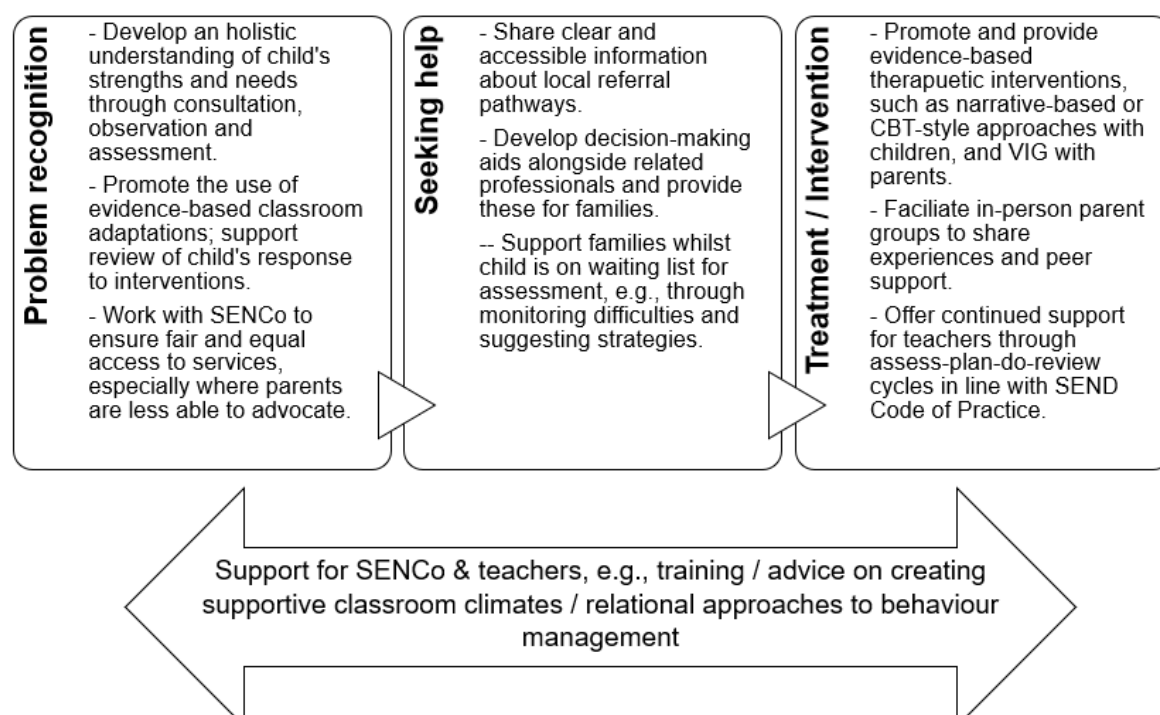 Problem recognition
- Develop an holistic
understanding of child's
strengths and needs
through consultation,
observation and
assessment.
- Promote the use of
evidence-based classroom
adaptations; support
review of child's response
to interventions.
- Work with SENCo to
ensure fair and equal
access to services,
especially where parents
are less able to advocate.
Seeking help
- Share clear and
accessible information
about local referral
pathways.
- Develop decision-making
aids alongside related
professionals and provide
these for families.
-- Support families whilst
child is on waiting list for
assessment, e.g., through
monitoring difficulties and
suggesting strategies.
Treatment / Intervention
- Promote and provide
evidence-based
therapuetic interventions,
such as narrative-based or
CBT-style approaches with
children, and VIG with
parents.
- Faciliate in-person parent
groups to share
experiences and peer
support.
- Offer continued support
for teachers through
assess-plan-do-review
cycles in line with SEND
Code of Practice.
Support for SENCo & teachers, e.g., training / advice on creating
supportive classroom climates / relational approaches to behaviour
management